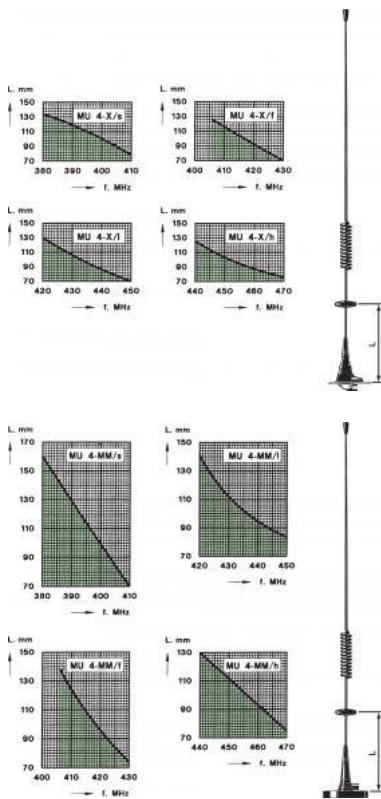 L. mm
150
130
110
90
70
MU 4-X/s
380 390 400 410
f. MHz
L. mm
150
130
110
90
70
MU 4-X/f
400 410 420 430
f. MHz
L. mm
150
130
110
90
70
MU 4-X/l
420 430 440 450
f. MHz
L. mm
150
130
110
90
70
MU 4-X/h
440 450 460 470
f. MHz
L
L. mm
170
150
130
110
90
70
MU 4-MM/s
380 390 400 410
f. MHz
L. mm
150
130
110
90
70
MU 4-MM/l
420 430 440 450
f. MHz
L. mm
150
130
110
90
70
MU 4-MM/f
400 410 420 430
f. MHz
L. mm
130
110
90
70
MU 4-MM/h
440 450 460 470
f. MHz
L